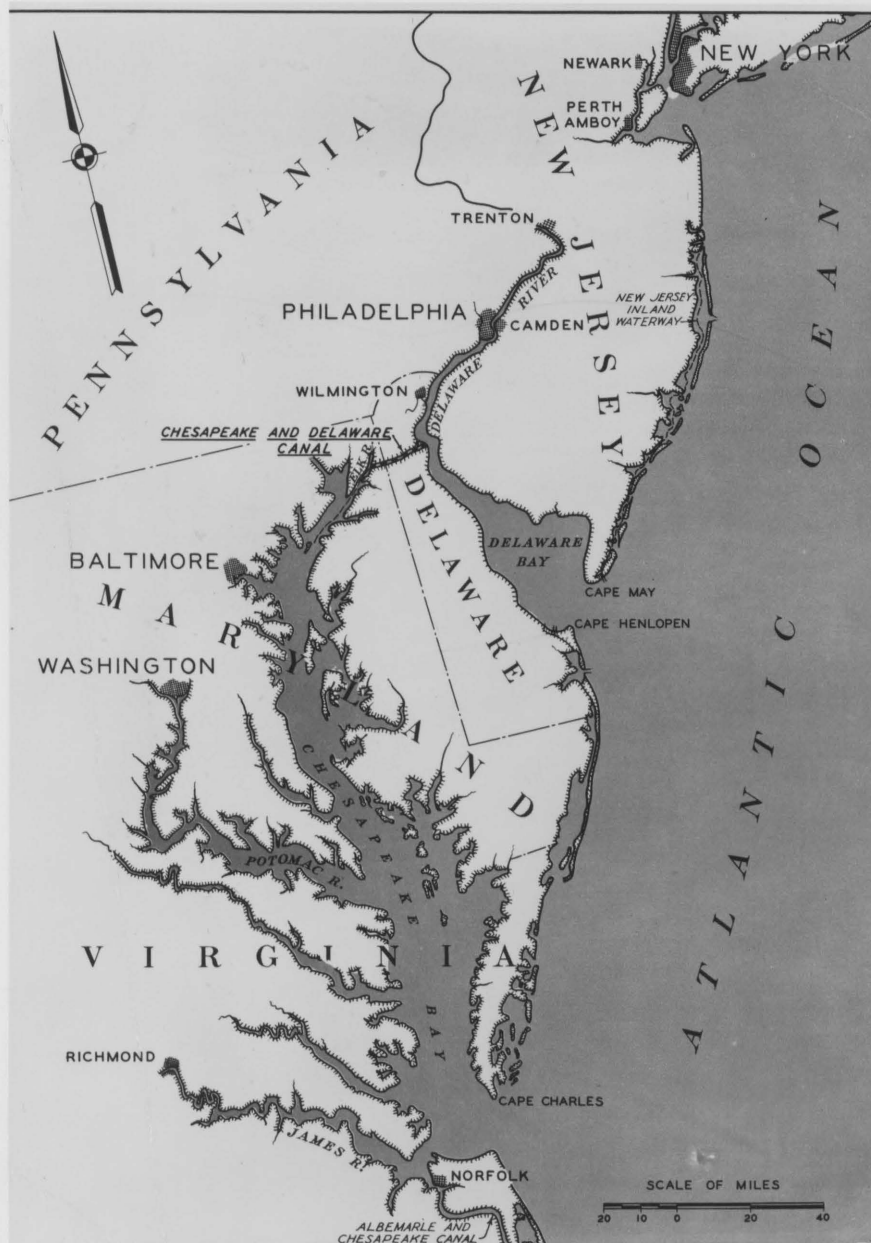 NEW YORK
NEWARK
PERTH
AMBOY
NEW JERSEY
PENNSYLVANIA
TRENTON
RIVER
NEW JERSEY
INLAND
WATERWAY
PHILADELPHIA
CAMDEN
DELAWARE
WILMINGTON
CHESAPEAKE AND DELAWARE
CANAL
ELK R.
DELAWARE
DELAWARE
BAY
BALTIMORE
CAPE MAY
CAPE HENLOPEN
MARYLAND
WASHINGTON
CHESAPEAKE BAY
POTOMAC R.
ATLANTIC OCEAN
VIRGINIA
RICHMOND
CAPE CHARLES
JAMES R.
NORFOLK
ALBEMARLE AND
CHESAPEAKE CANAL
SCALE OF MILES
20 10 0 20 40